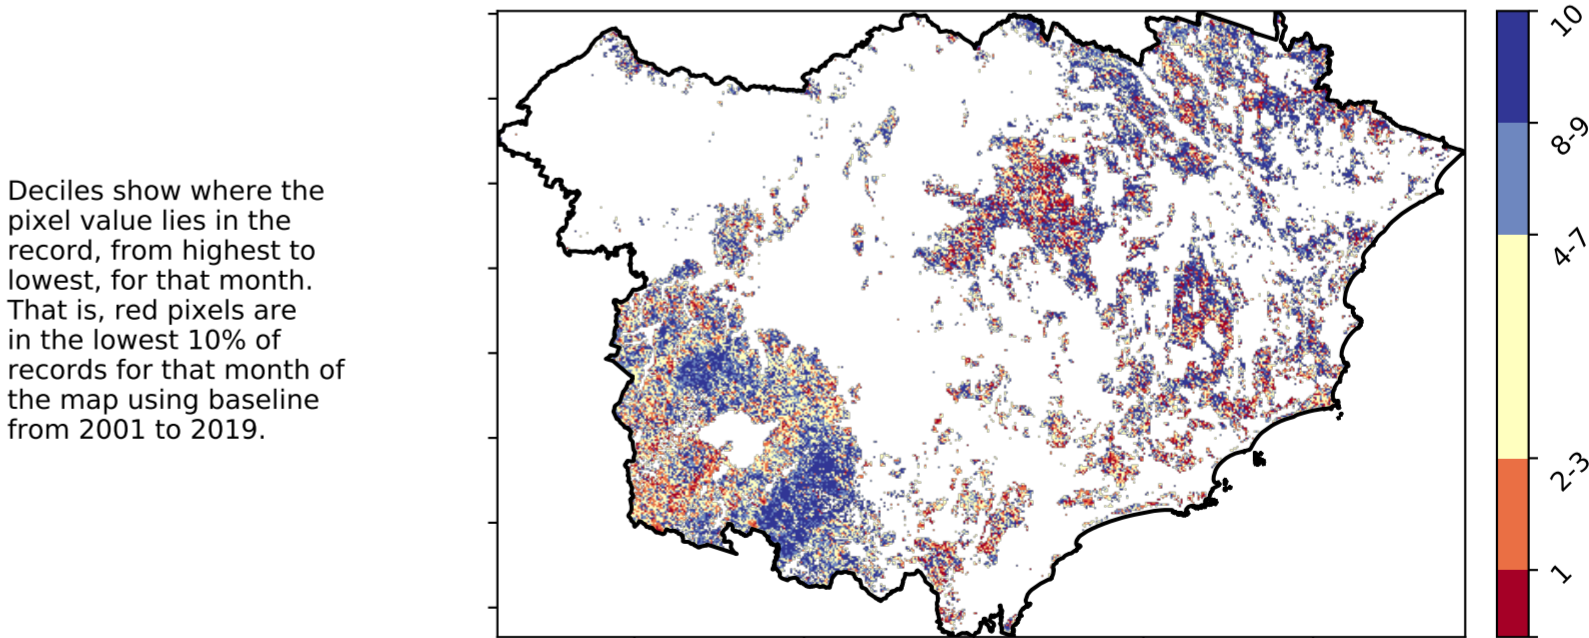 Deciles show where the
pixel value lies in the
record, from highest to
lowest, for that month.
That is, red pixels are
in the lowest 10% of
records for that month of
the map using baseline
from 2001 to 2019.
10
8-9
4-7
2-3
1